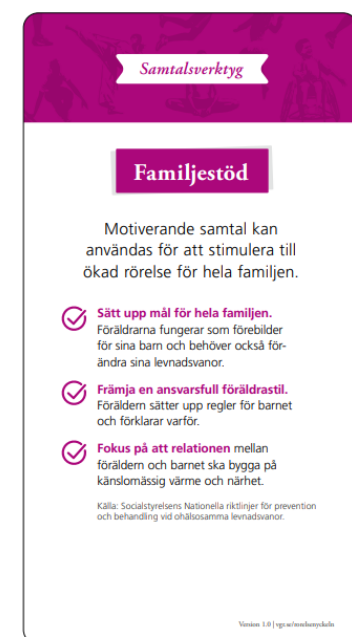 Samtalsverktyg
Familjestöd
Motiverande samtal kan
användas för att stimulera till
ökad rörelse för hela familjen.
Sätt upp mål för hela familjen.
Föräldrarna fungerar som förebilder
för sina barn och behöver också för-
ändra sina levnadsvanor.
Främja en ansvarsfull föräldrastil.
Föräldern sätter upp regler för barnet
och förklarar varför.
Fokus på att relationen mellan
föräldern och barnet ska bygga på
känslomässig värme och närhet.
Källa: Socialstyrelsens Nationella riktlinjer för prevention
och behandling vid ohälsosamma levnadsvanor.
Version 1.0 | vgr.se/rorelsenyckeln